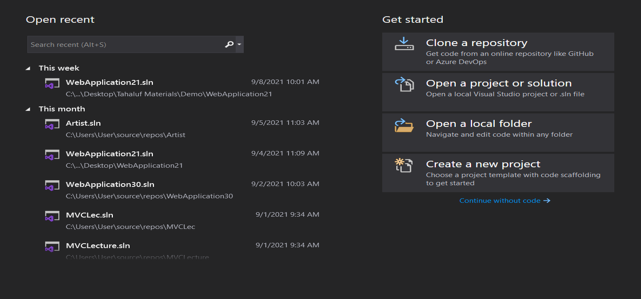 Open recent
Search recent (Alt+S)
This week
WebApplication21.sln 9/8/2021 10:01 AM
C:\...\Desktop\Tahaluf Materials\Demo\WebApplication21
This month
Artist.sln 9/5/2021 11:03 AM
C:\Users\User\source\repos\Artist
WebApplication21.sln 9/4/2021 11:09 AM
C:\...\Desktop\WebApplication21
WebApplication30.sln 9/2/2021 10:03 AM
C:\Users\User\source\repos\WebApplication30
MVCLec.sln 9/1/2021 9:34 AM
C:\Users\User\source\repos\MVCLec
MVCLecture.sln 9/1/2021 9:34 AM
C:\Users\User\source\repos\MVCLecture
Get started
Clone a repository
Get code from an online repository like GitHub
or Azure DevOps
Open a project or solution
Open a local Visual Studio project or .sln file
Open a local folder
Navigate and edit code within any folder
Create a new project
Choose a project template with code scaffolding
to get started
Continue without code →